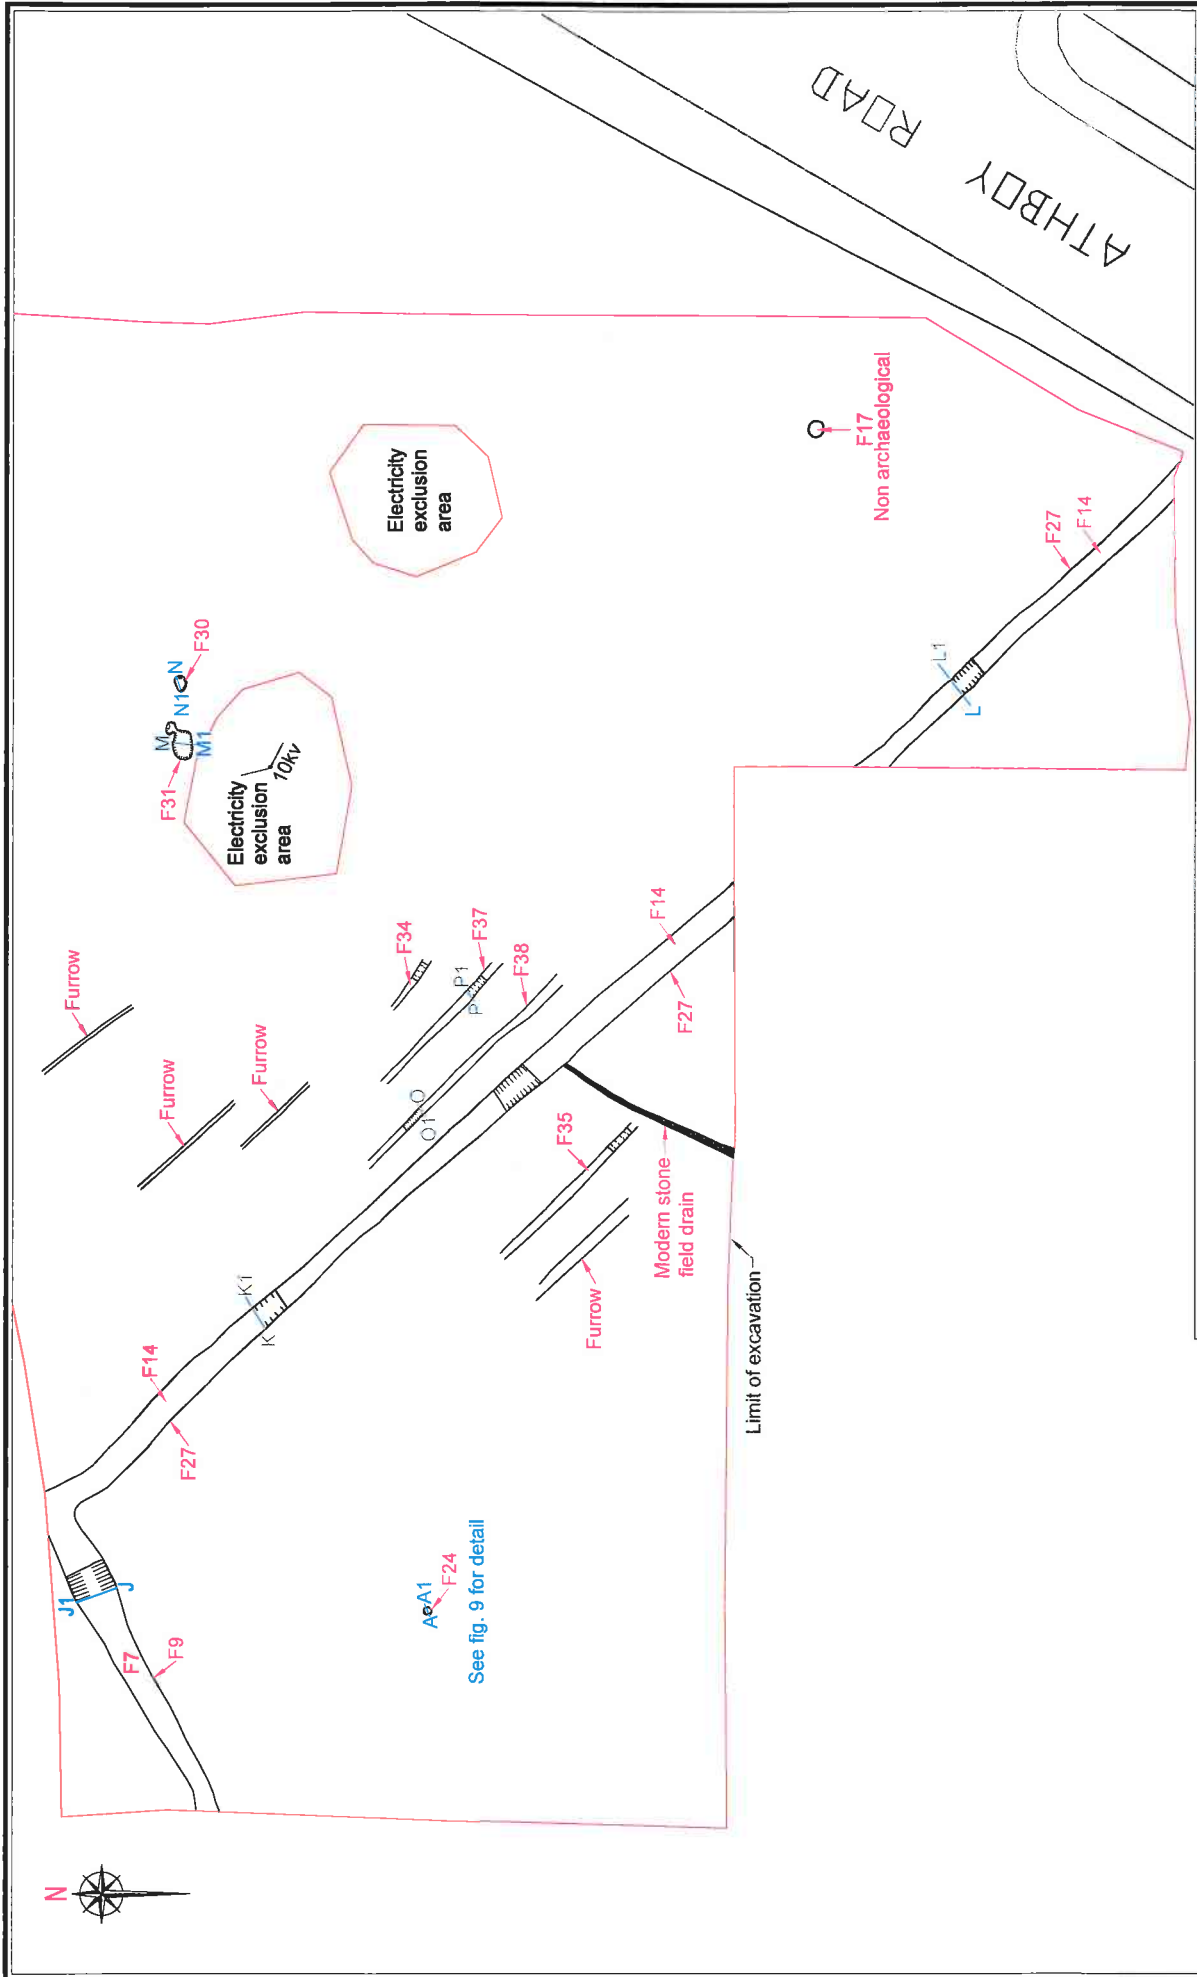 N
J1
J
F7
F9
F27
F14
K
K1
A
A1
F24
See fig. 9 for detail
Furrow
Furrow
Furrow
F34
P
P1
F37
F38
O1
O
F35
Furrow
Modern stone
field drain
F14
F27
Limit of excavation
F31
M
M1
N1
N
F30
Electricity
exclusion
area
10kv
Electricity
exclusion
area
F17
Non archaeological
L
L1
F27
F14
ATHBOY ROAD